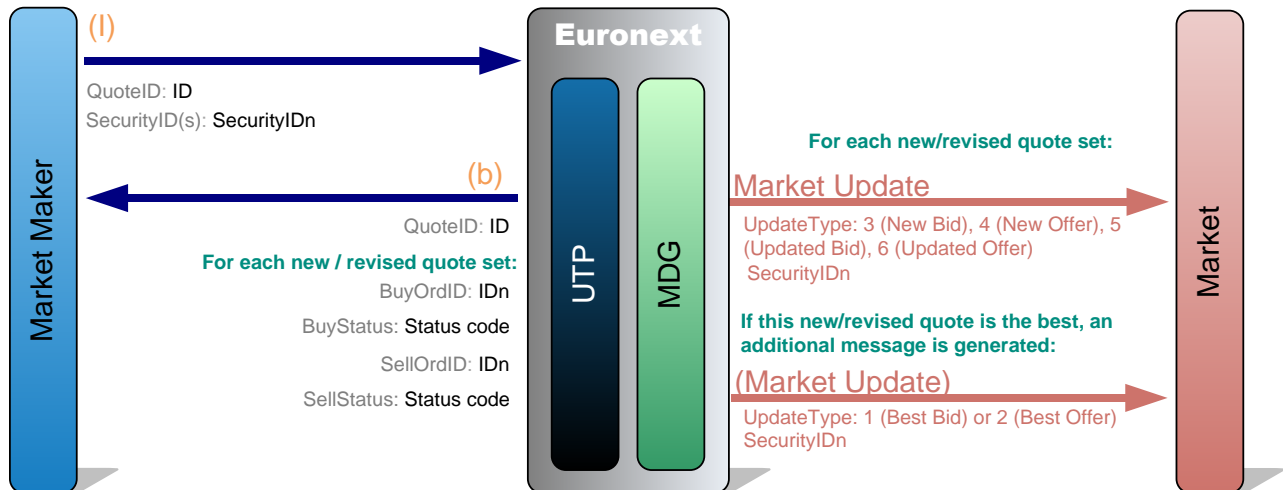 Market Maker
(I)
QuoteID: ID
SecurityID(s): SecurityIDn
(b)
QuoteID: ID
For each new / revised quote set:
BuyOrdID: IDn
BuyStatus: Status code
SellOrdID: IDn
SellStatus: Status code
Euronext
UTP
MDG
For each new/revised quote set:
Market Update
UpdateType: 3 (New Bid), 4 (New Offer), 5
(Updated Bid), 6 (Updated Offer)
SecurityIDn
If this new/revised quote is the best, an
additional message is generated:
(Market Update)
UpdateType: 1 (Best Bid) or 2 (Best Offer)
SecurityIDn
Market